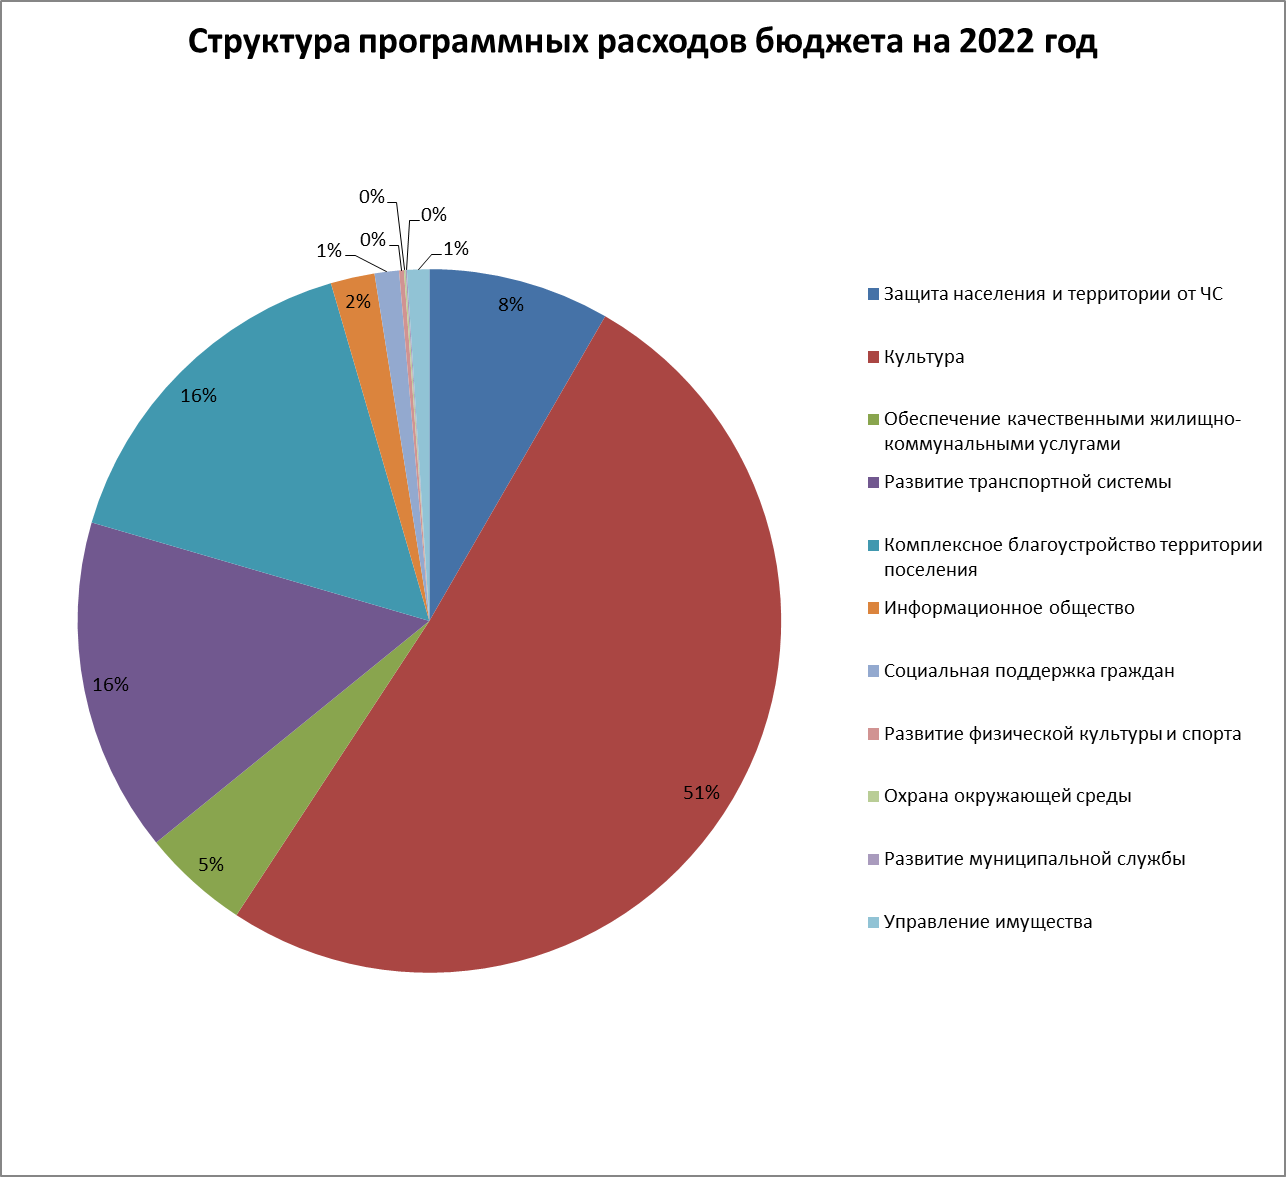 Структура программных расходов бюджета на 2022 год
0%
0%
0%
1%
1%
2%
8%
16%
16%
51%
5%
Защита населения и территории от ЧС
Культура
Обеспечение качественными жилищно-
коммунальными услугами
Развитие транспортной системы
Комплексное благоустройство территории
поселения
Информационное общество
Социальная поддержка граждан
Развитие физической культуры и спорта
Охрана окружающей среды
Развитие муниципальной службы
Управление имущества